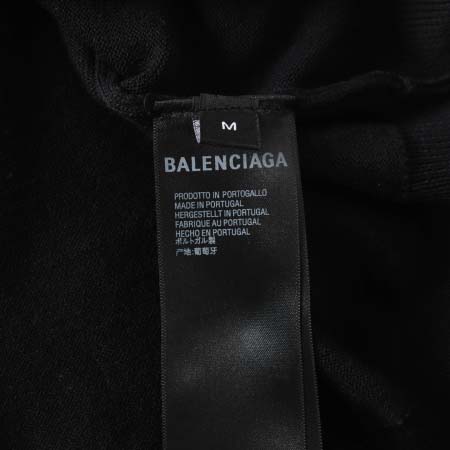 M
BALENCIAGA
PRODOTTO IN PORTOGALLO
MADE IN PORTUGAL
HERGESTELLT IN PORTUGAL
FABRIQUE AU PORTUGAL
HECHO EN PORTUGAL
ポルトガル製
产地:葡萄牙